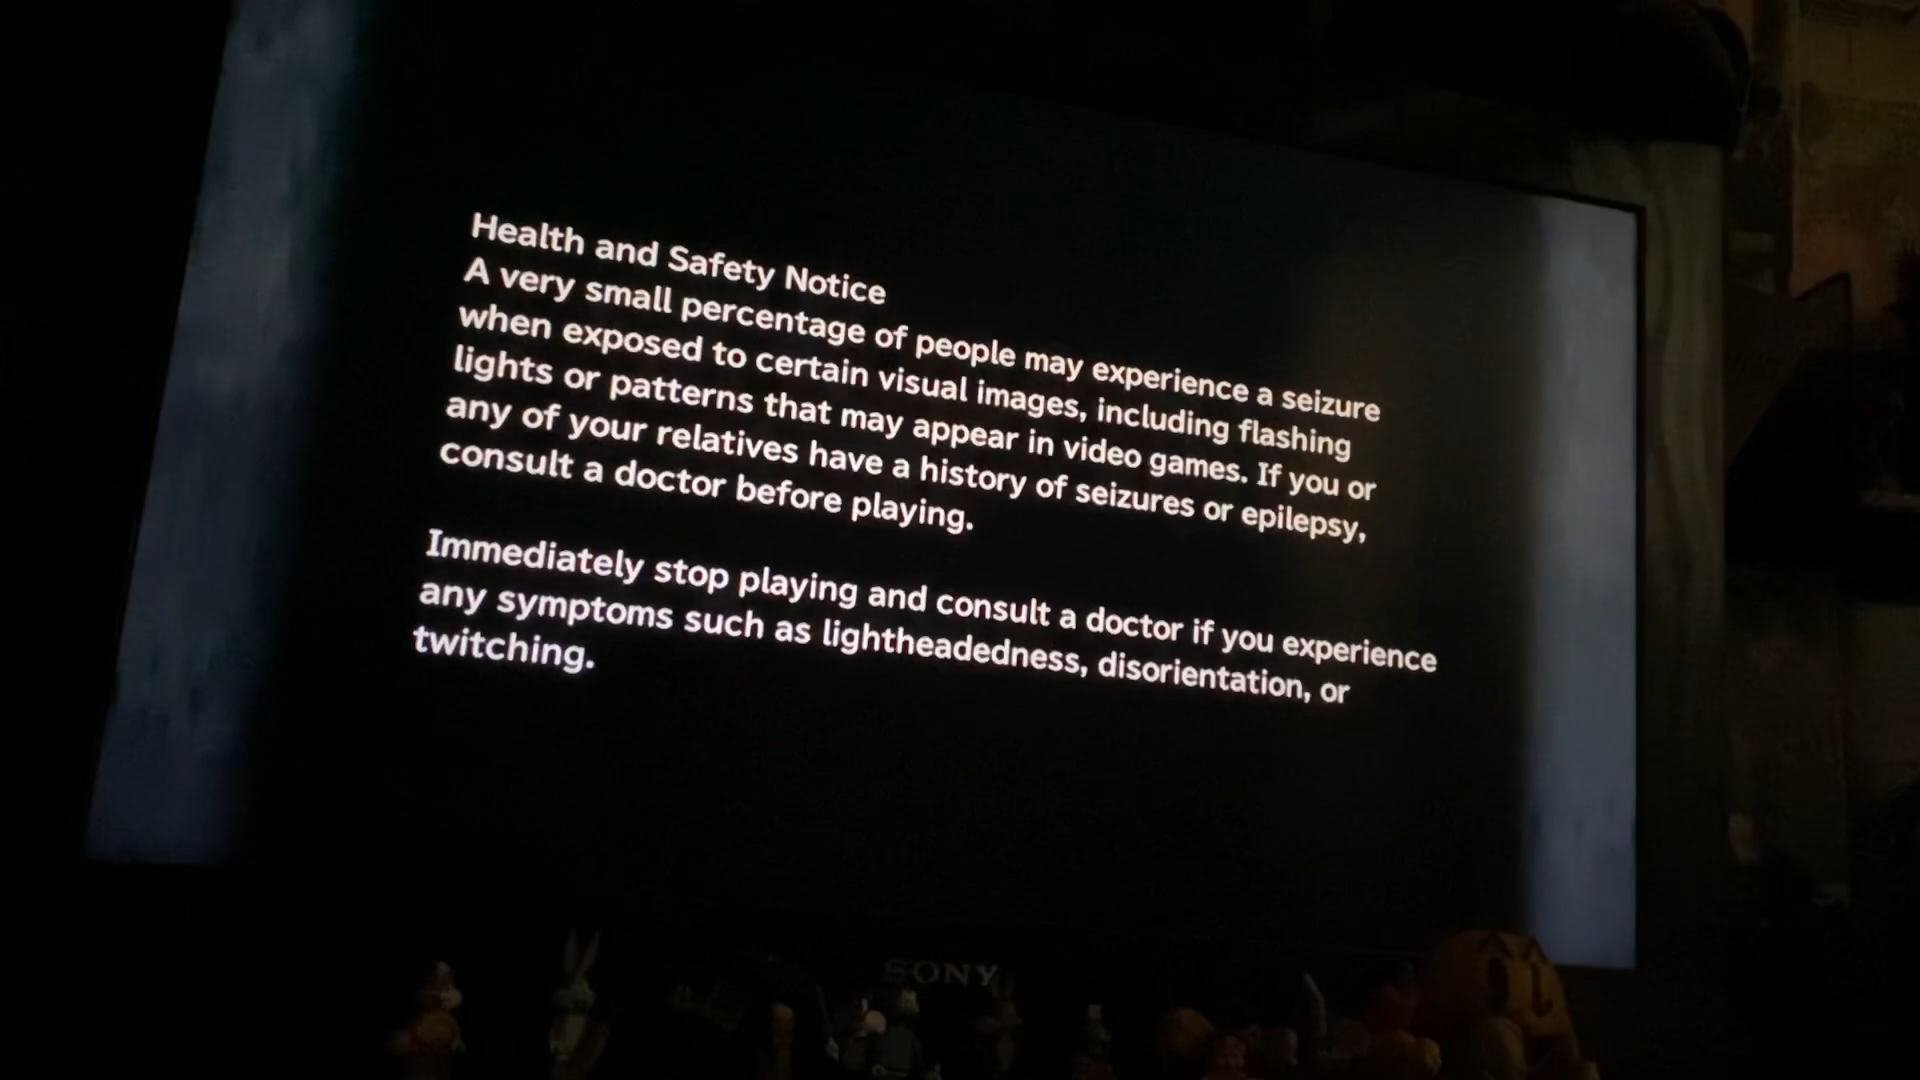 Health and Safety Notice
A very small percentage of people may experience a seizure
when exposed to certain visual images, including flashing
lights or patterns that may appear in video games. If you or
any of your relatives have a history of seizures or epilepsy,
consult a doctor before playing.
Immediately stop playing and consult a doctor if you experience
any symptoms such as lightheadedness, disorientation, or
twitching.
SONY